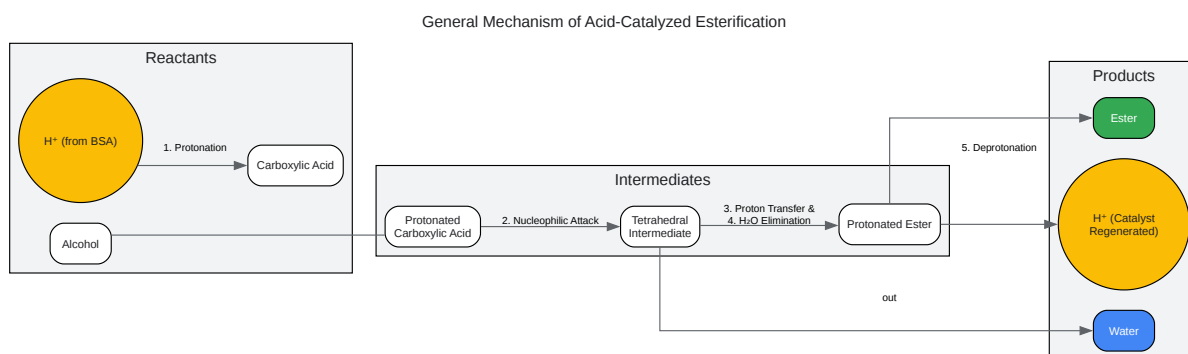 General Mechanism of Acid-Catalyzed Esterification
Reactants
H⁺ (from BSA)
1. Protonation
Carboxylic Acid
Alcohol
Intermediates
Protonated
Carboxylic Acid
2. Nucleophilic Attack
Tetrahedral
Intermediate
3. Proton Transfer &
4. H₂O Elimination
Protonated Ester
5. Deprotonation
out
Products
Ester
H⁺ (Catalyst
Regenerated)
Water